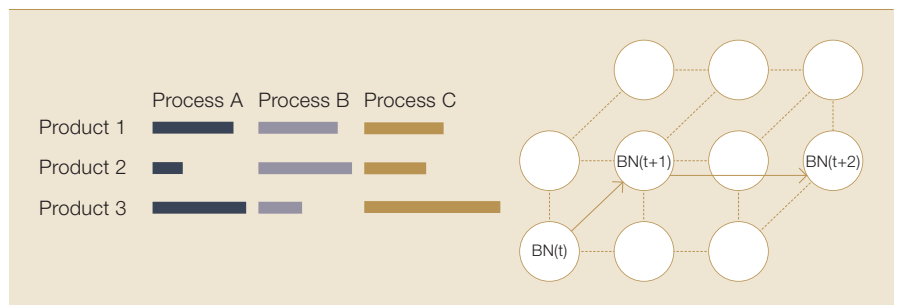 Process A Process B Process C
Product 1
Product 2
Product 3
BN(t+1)
BN(t+2)
BN(t)